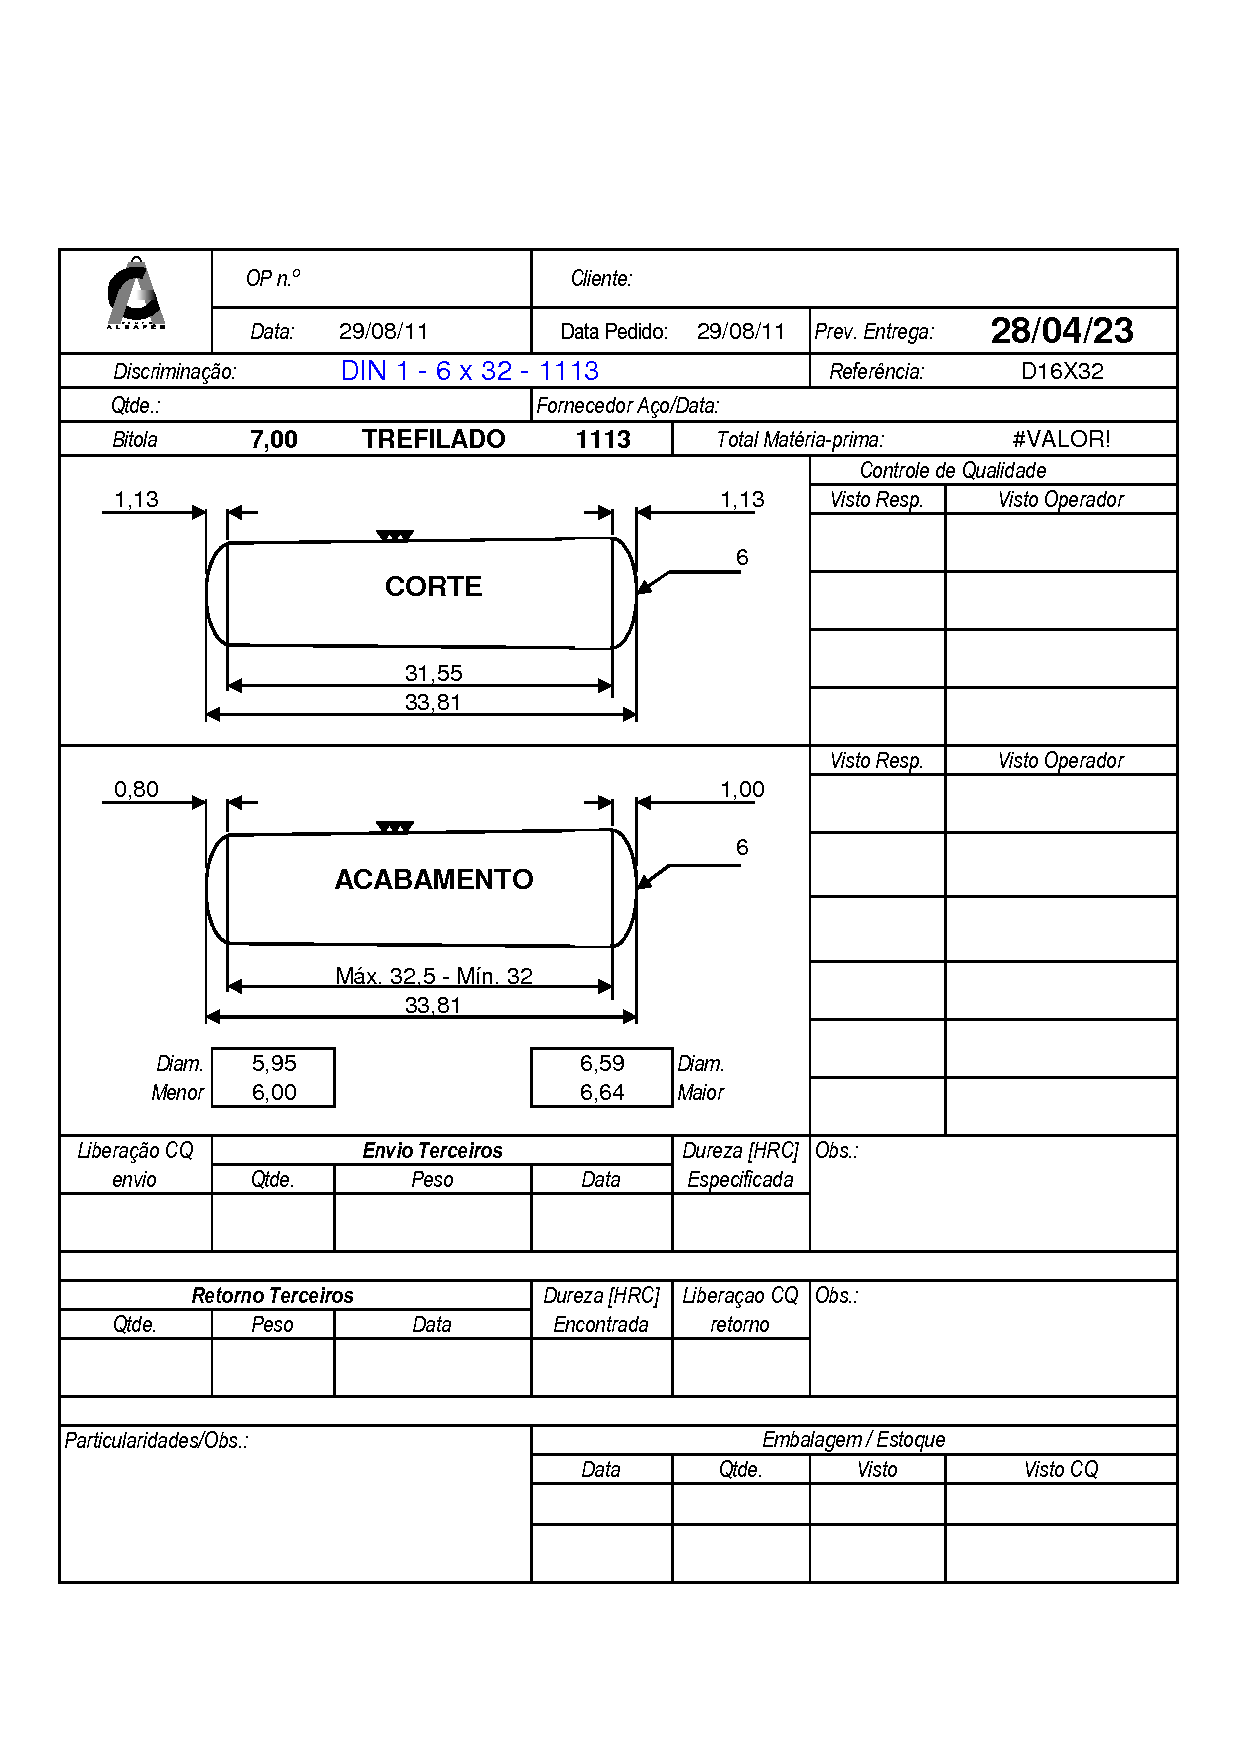 OP n.º Cliente:
Data: 29/08/11 Data Pedido: 29/08/11 Prev. Entrega: 28/04/23
Discriminação: DIN 1 - 6 x 32 - 1113 Referência: D16X32
Qtde.: Fornecedor Aço/Data:
Bitola 7,00 TREFILADO 1113 Total Matéria-prima: #VALOR!
Controle de Qualidade
1,13 1,13 Visto Resp. Visto Operador
6
CORTE
31,55
33,81
Visto Resp. Visto Operador
0,80 1,00
6
ACABAMENTO
Máx. 32,5 - Mín. 32
33,81
Diam. 5,95 6,59 Diam.
Menor 6,00 6,64 Maior
Liberação CQ Envio Terceiros Dureza [HRC] Obs.:
envio Qtde. Peso Data Especificada
Retorno Terceiros Dureza [HRC] Liberaçao CQ Obs.:
Qtde. Peso Data Encontrada retorno
Particularidades/Obs.: Embalagem / Estoque
Data Qtde. Visto Visto CQ